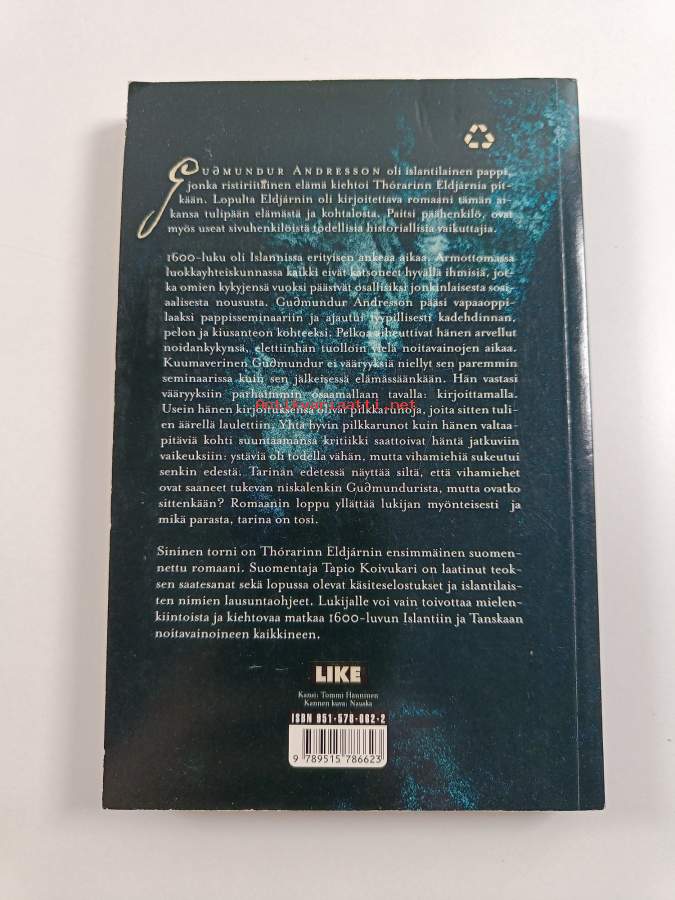 Guðmundur Andresson oli islantilainen pappi,
jonka ristiriitainen elämä kiehtoi Thórarinn Eldjárnia pit-
kään. Lopulta Eldjárnin oli kirjoitettava romaani tämän ai-
kansa tulipään elämästä ja kohtalosta. Paitsi päähenkilö, ovat
myös useat sivuhenkilöistä todellisia historiallisia vaikuttajia.
1600-luku oli Islannissa erityisen ankeaa aikaa. Armottomassa
luokkayhteiskunnassa kaikki eivät katsoneet hyvällä ihmisiä, jot-
ka omien kykyjensä vuoksi pääsivät osallisiksi jonkinlaisesta sosi-
aalisesta noususta. Guðmundur Andresson pääsi vapaaoppi-
laaksi pappisseminaariin ja ajautui tyypillisesti kadehdinnan,
pelon ja kiusanteon kohteeksi. Pelkoa aiheuttivat hänen arvellut
noidankykynsä, elettiinhän tuolloin vielä noitavainojen aikaa.
Kuumaverinen Guðmundur ei vääryyksiä niellyt sen paremmin
seminaarissa kuin sen jälkeisessä elämässäänkään. Hän vastasi
vääryyksiin parhaimmin osaamallaan tavalla: kirjoittamalla.
Antikvariaatti.net
Usein hänen kirjoituksensa olivat pilkkarunoja, joita sitten tuli-
en äärellä laulettiin. Yhtä hyvin pilkkarunot kuin hänen valtaa-
pitäviä kohti suuntaamansa kritiikki saattoivat häntä jatkuviin
vaikeuksiin: ystäviä oli todella vähän, mutta vihamiehiä sukeutui
senkin edestä. Tarinan edetessä näyttää siltä, että vihamiehet
ovat saaneet tukevan niskalenkin Guðmundurista, mutta ovatko
sittenkään? Romaanin loppu yllättää lukijan myönteisesti ja
mikä parasta, tarina on tosi.
Sininen torni on Thórarinn Eldjárnin ensimmäinen suomen-
nettu romaani. Suomentaja Tapio Koivukari on laatinut teok-
sen saatesanat sekä lopussa olevat käsiteselostukset ja islantilais-
ten nimien lausuntaohjeet. Lukijalle voi vain toivottaa mielen-
kiintoista ja kiehtovaa matkaa 1600-luvun Islantiin ja Tanskaan
noitavainoineen kaikkineen.
LIKE
Kansi: Tommi Hänninen
Kannen kuva: Nauska
ISBN 951-578-662-2
9 789515 786623